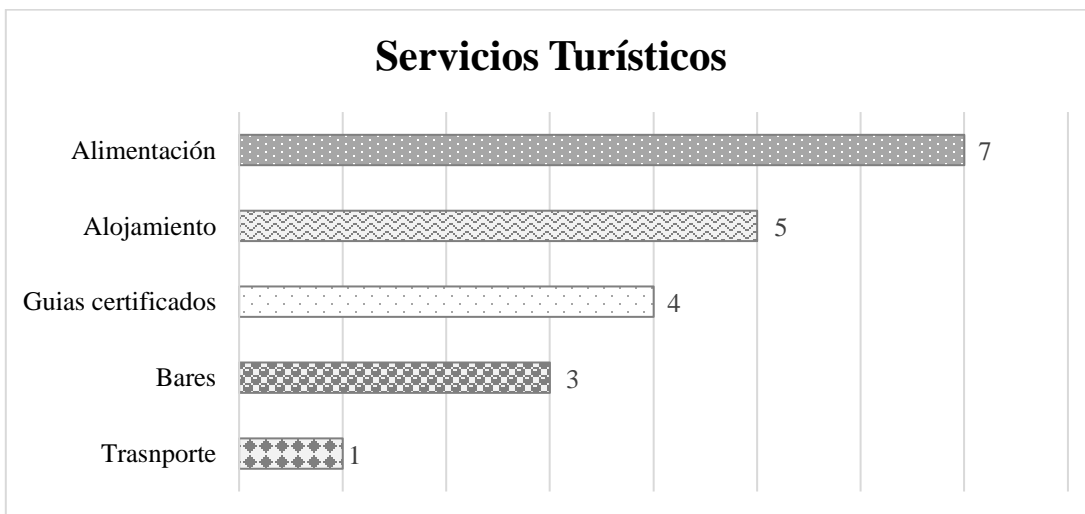 Servicios Turísticos
Alimentación 7
Alojamiento 5
Guias certificados 4
Bares 3
Trasnporte 1